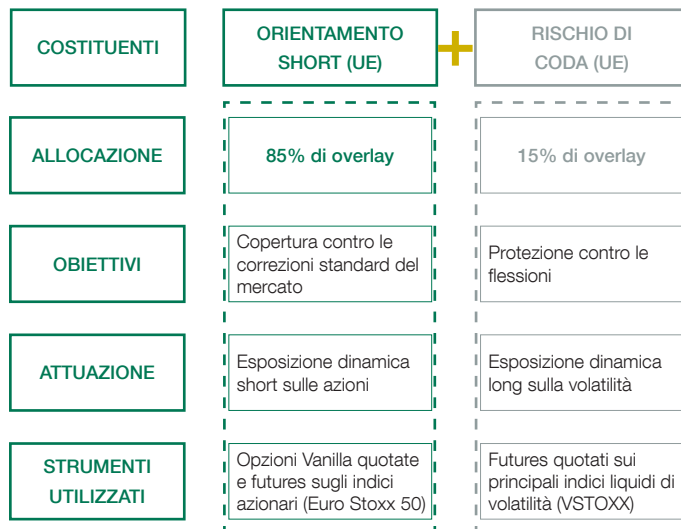 COSTITUENTI
ORIENTAMENTO
SHORT (UE)
+
RISCHIO DI
CODA (UE)
ALLOCAZIONE
85% di overlay
15% di overlay
OBIETTIVI
Copertura contro le
correzioni standard del
mercato
Protezione contro le
flessioni
ATTUAZIONE
Esposizione dinamica
short sulle azioni
Esposizione dinamica
long sulla volatilità
STRUMENTI
UTILIZZATI
Opzioni Vanilla quotate
e futures sugli indici
azionari (Euro Stoxx 50)
Futures quotati sui
principali indici liquidi di
volatilità (VSTOXX)